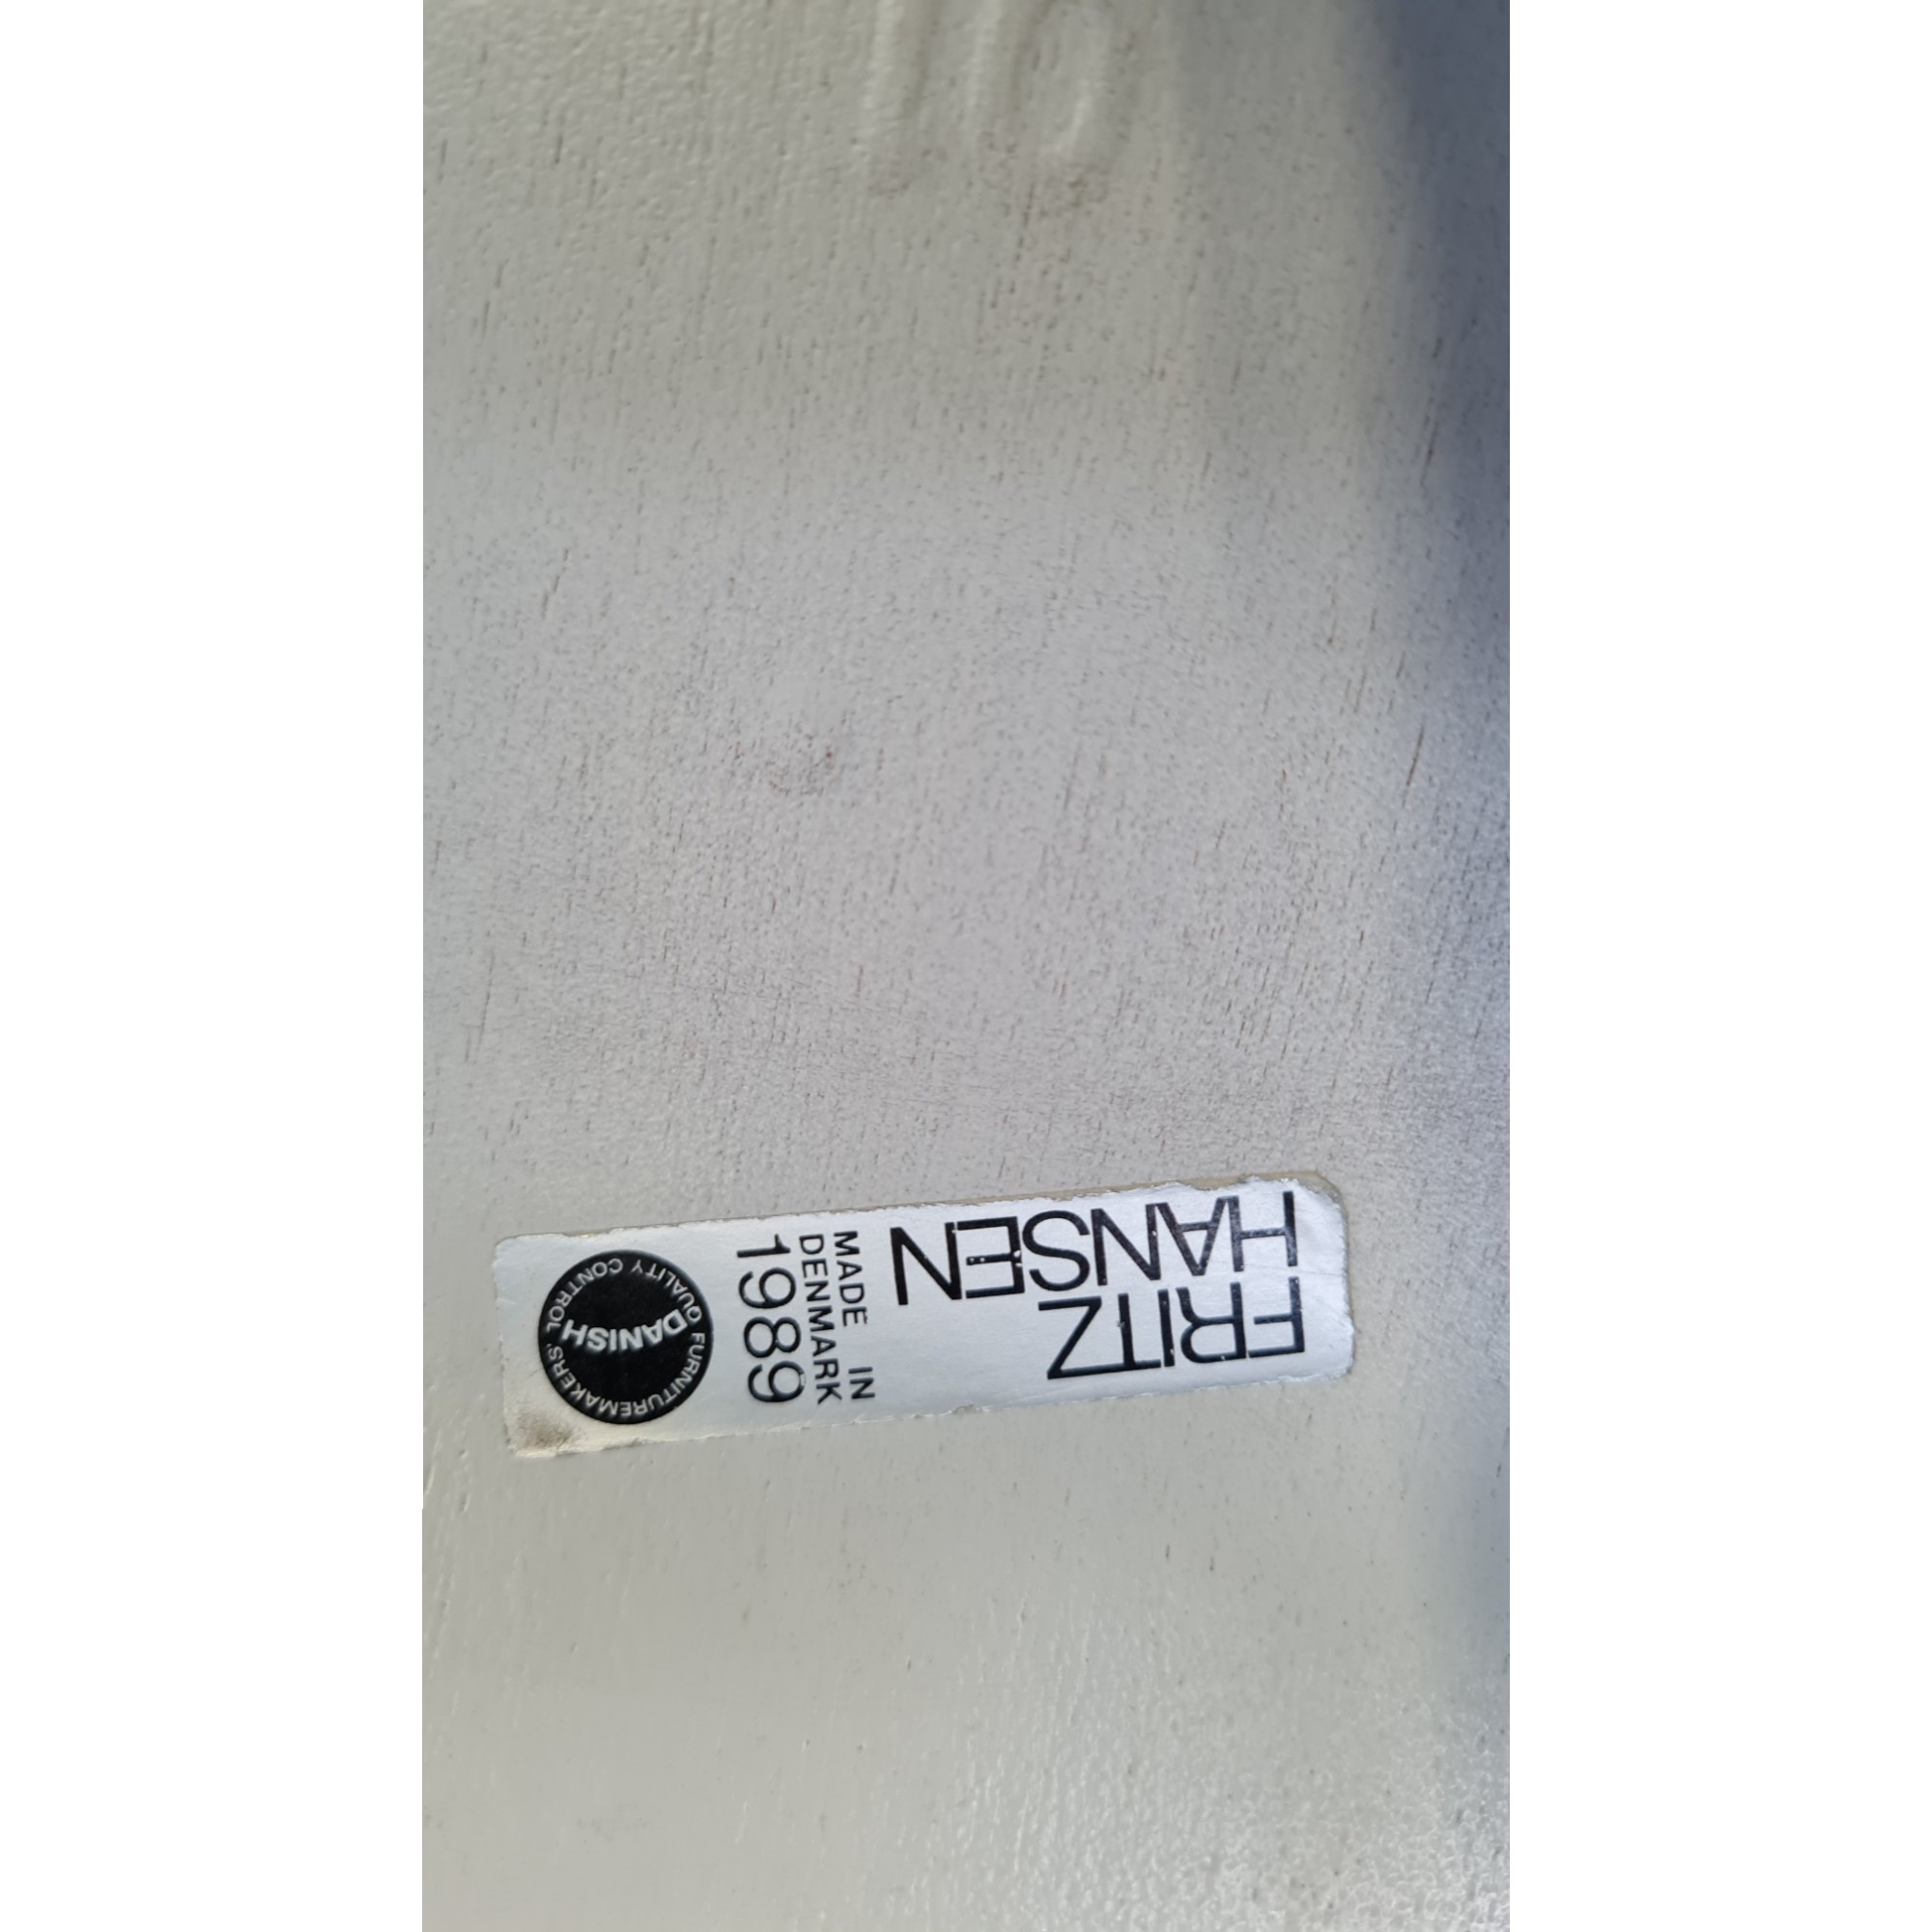 FRITZ
HANSEN
MADE IN
DENMARK
1989
DANISH
FURNITUREMAKERS'
QUALITY CONTROL